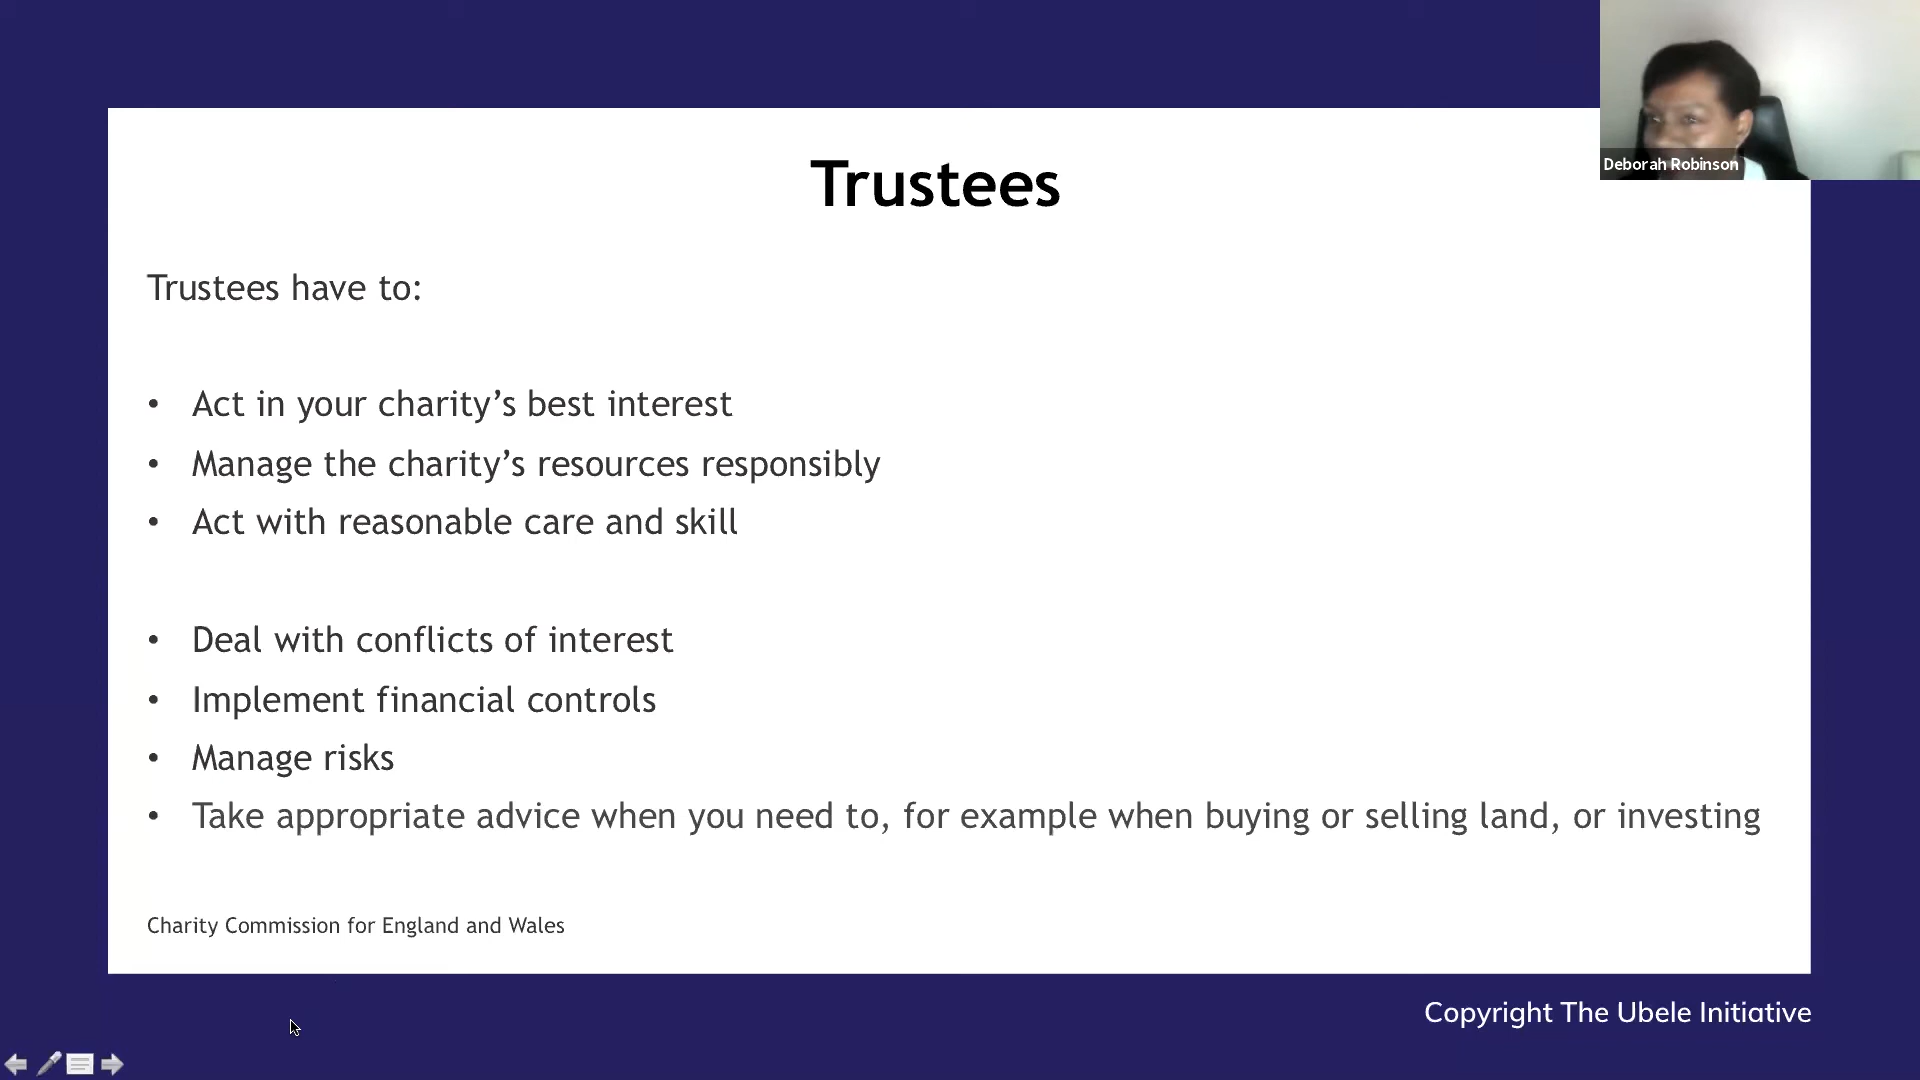 Trustees
Deborah Robinson
Trustees have to:
• Act in your charity’s best interest
• Manage the charity’s resources responsibly
• Act with reasonable care and skill
• Deal with conflicts of interest
• Implement financial controls
• Manage risks
• Take appropriate advice when you need to, for example when buying or selling land, or investing
Charity Commission for England and Wales
Copyright The Ubele Initiative